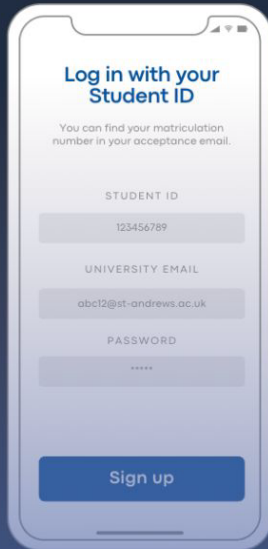 Log in with your
Student ID
You can find your matriculation
number in your acceptance email.
STUDENT ID
123456789
UNIVERSITY EMAIL
abc12@st-andrews.ac.uk
PASSWORD
*****
Sign up